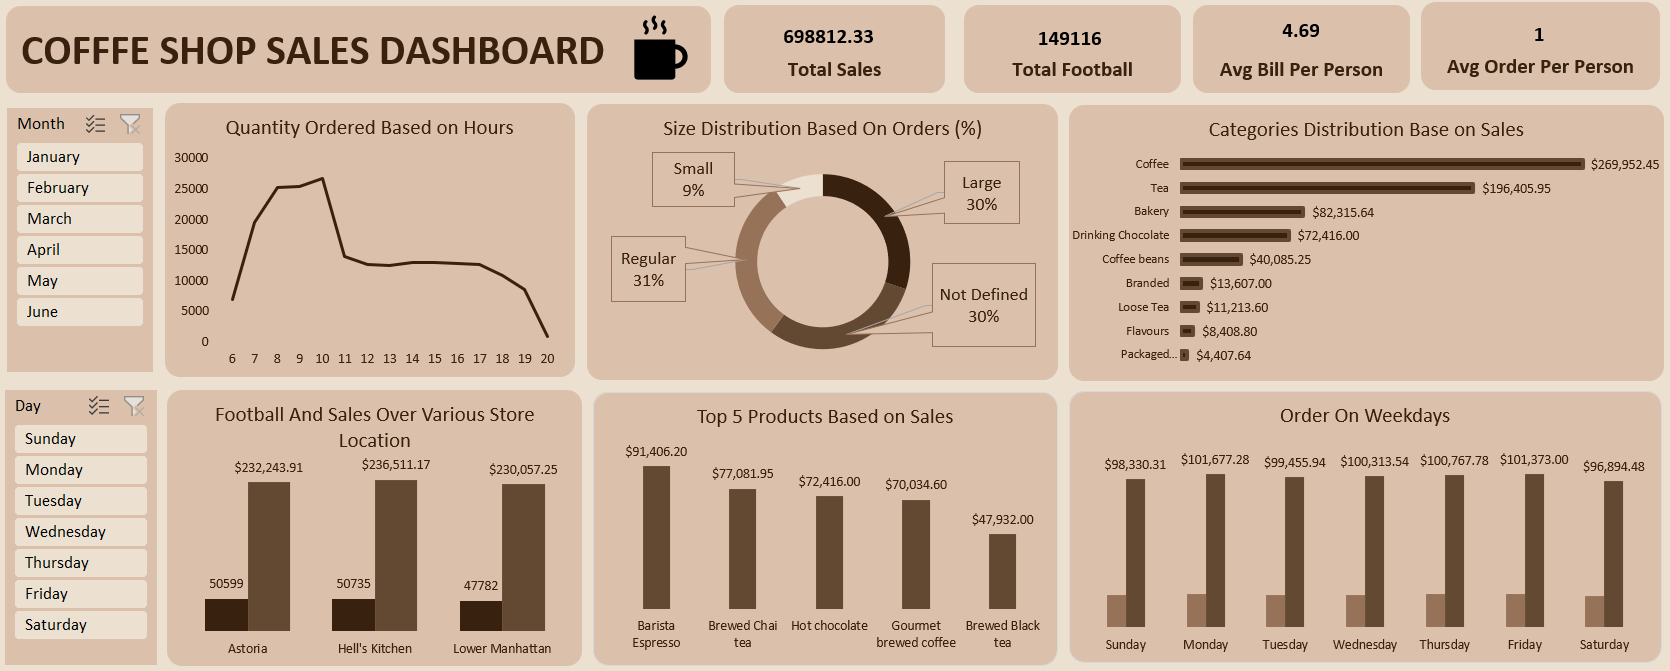 COFFFE SHOP SALES DASHBOARD
698812.33
Total Sales
149116
Total Football
4.69
Avg Bill Per Person
1
Avg Order Per Person
Month
January
February
March
April
May
June
Quantity Ordered Based on Hours
30000
25000
20000
15000
10000
5000
0
6 7 8 9 10 11 12 13 14 15 16 17 18 19 20
Size Distribution Based On Orders (%)
Small
9%
Large
30%
Regular
31%
Not Defined
30%
Categories Distribution Base on Sales
Coffee $269,952.45
Tea $196,405.95
Bakery $82,315.64
Drinking Chocolate $72,416.00
Coffee beans $40,085.25
Branded $13,607.00
Loose Tea $11,213.60
Flavours $8,408.80
Packaged... $4,407.64
Day
Sunday
Monday
Tuesday
Wednesday
Thursday
Friday
Saturday
Football And Sales Over Various Store
Location
$232,243.91 $236,511.17 $230,057.25
50599 50735 47782
Astoria Hell's Kitchen Lower Manhattan
Top 5 Products Based on Sales
$91,406.20
$77,081.95
$72,416.00
$70,034.60
$47,932.00
Barista Brewed Chai Hot chocolate Gourmet Brewed Black
Espresso tea brewed coffee tea
Order On Weekdays
$98,330.31 $101,677.28 $99,455.94 $100,313.54 $100,767.78 $101,373.00 $96,894.48
Sunday Monday Tuesday Wednesday Thursday Friday Saturday